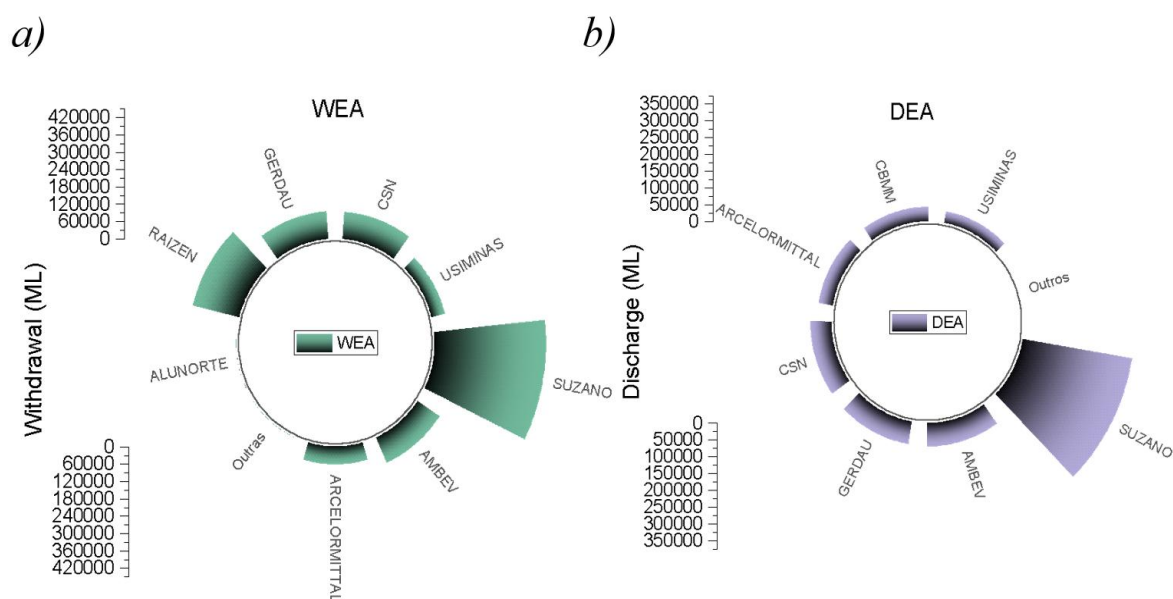 a)
WEA
Withdrawal (ML)
420000
360000
300000
240000
180000
120000
60000
0
0
60000
120000
180000
240000
300000
360000
420000
GERDAU
CSN
RAIZEN
USIMINAS
ALUNORTE
SUZANO
Outras
AMBEV
ARCELORMITTAL
WEA
b)
DEA
Discharge (ML)
350000
300000
250000
200000
150000
100000
50000
0
0
50000
100000
150000
200000
250000
300000
350000
CBMM
USIMINAS
ARCELORMITTAL
Outros
CSN
SUZANO
GERDAU
AMBEV
DEA